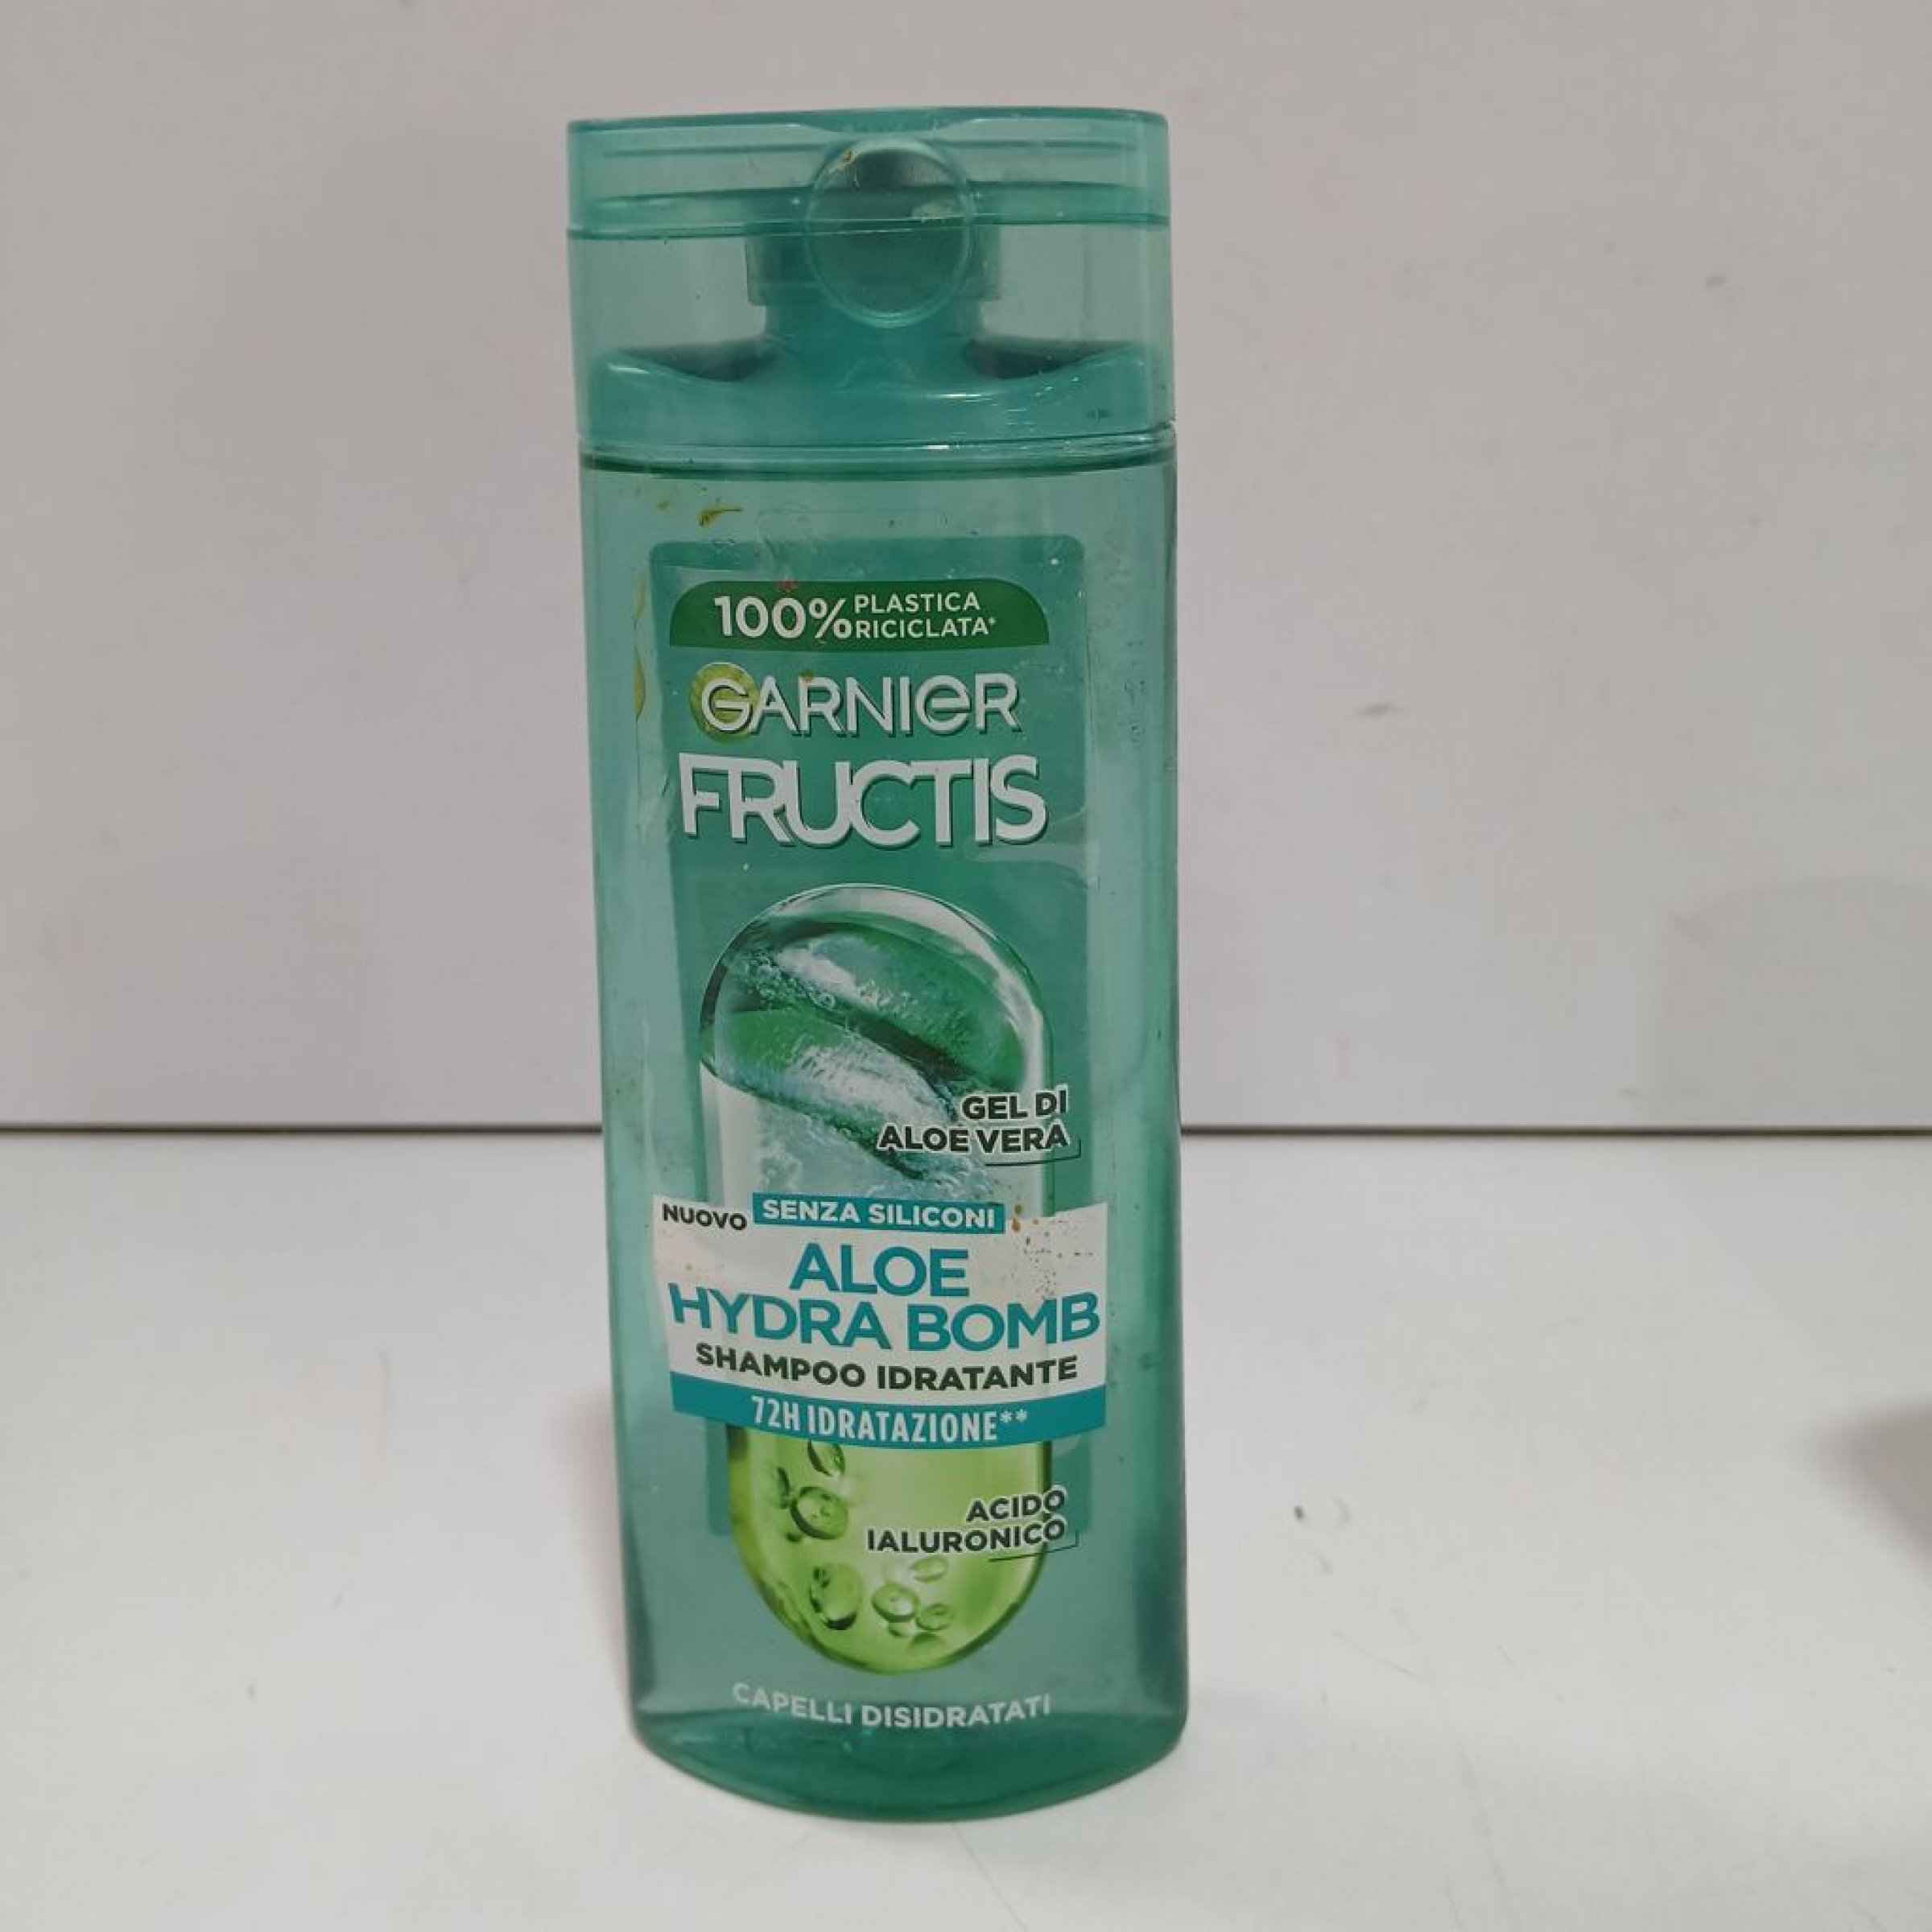 100% PLASTICA
RICICLATA*
GARNIER
FRUCTIS
GEL DI
ALOE VERA
NUOVO SENZA SILICONI
ALOE
HYDRA BOMB
SHAMPOO IDRATANTE
72H IDRATAZIONE**
ACIDO
IALURONICO
CAPELLI DISIDRATATI